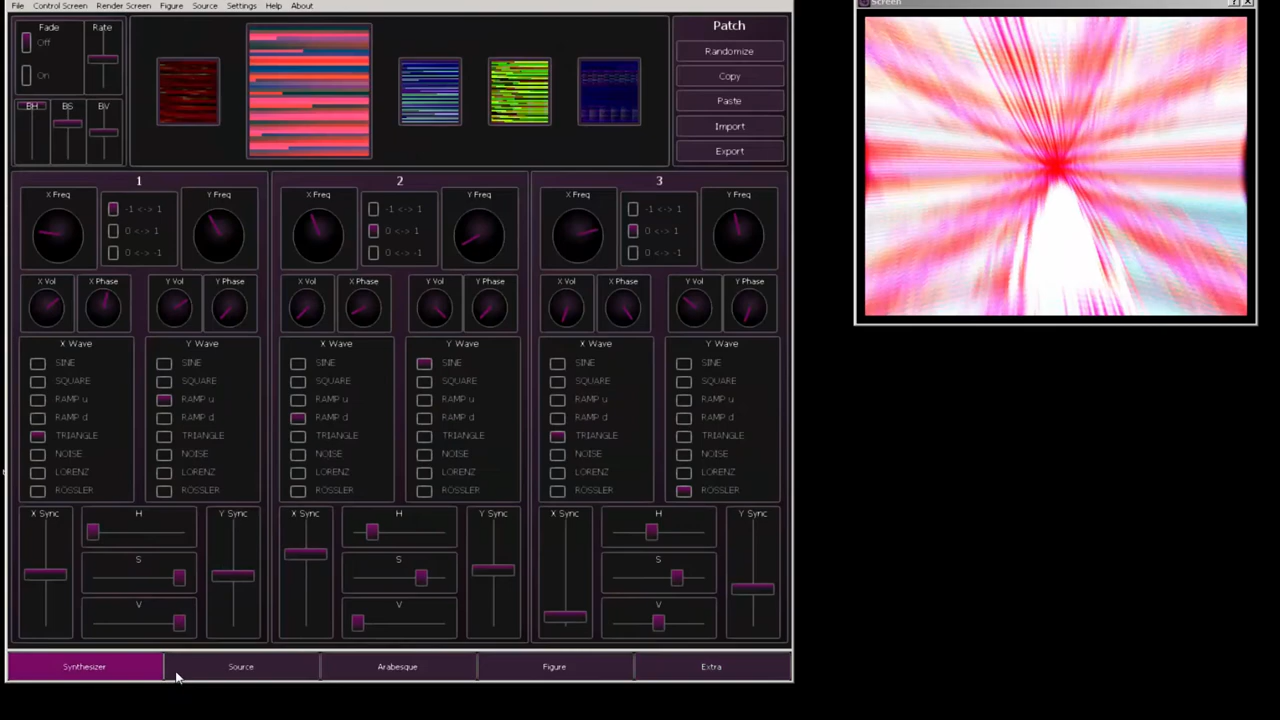 File Control Screen Render Screen Figure Source Settings Help About
Screen
Fade Rate
Off
On
BH BS BV
Patch
Randomize
Copy
Paste
Import
Export
1 2 3
X Freq -1 <-> 1 Y Freq X Freq -1 <-> 1 Y Freq X Freq -1 <-> 1 Y Freq
0 <-> 1 0 <-> 1 0 <-> 1
0 <-> -1 0 <-> -1 0 <-> -1
X Vol X Phase Y Vol Y Phase X Vol X Phase Y Vol Y Phase X Vol X Phase Y Vol Y Phase
X Wave Y Wave X Wave Y Wave X Wave Y Wave
SINE SINE SINE SINE SINE SINE
SQUARE SQUARE SQUARE SQUARE SQUARE SQUARE
RAMP u RAMP u RAMP u RAMP u RAMP u RAMP u
RAMP d RAMP d RAMP d RAMP d RAMP d RAMP d
TRIANGLE TRIANGLE TRIANGLE TRIANGLE TRIANGLE TRIANGLE
NOISE NOISE NOISE NOISE NOISE NOISE
LORENZ LORENZ LORENZ LORENZ LORENZ LORENZ
RÖSSLER RÖSSLER RÖSSLER RÖSSLER RÖSSLER RÖSSLER
X Sync H Y Sync X Sync H Y Sync X Sync H Y Sync
S S S
V V V
Synthesizer Source Arabesque Figure Extra